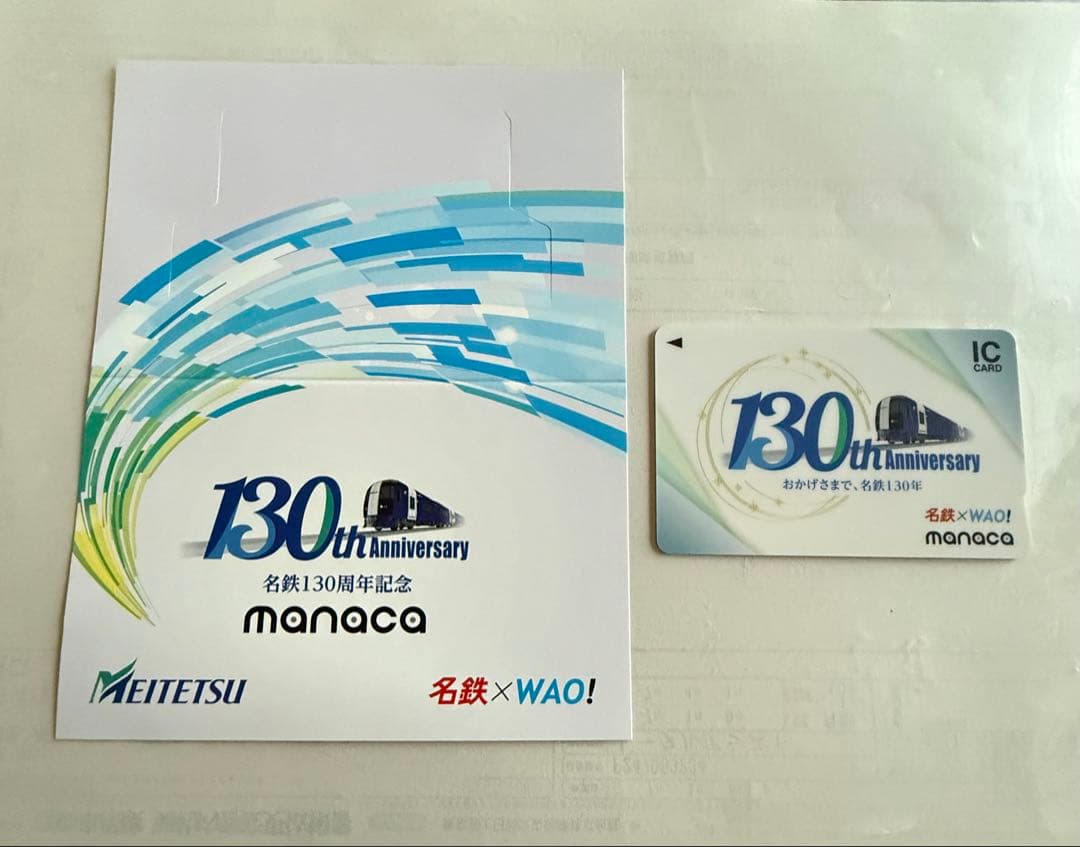 130th Anniversary
名鉄130周年記念
manaca
MEITETSU
名鉄×WAO!
IC
CARD
130th Anniversary
おかげさまで、名鉄130年
名鉄×WAO!
manaca